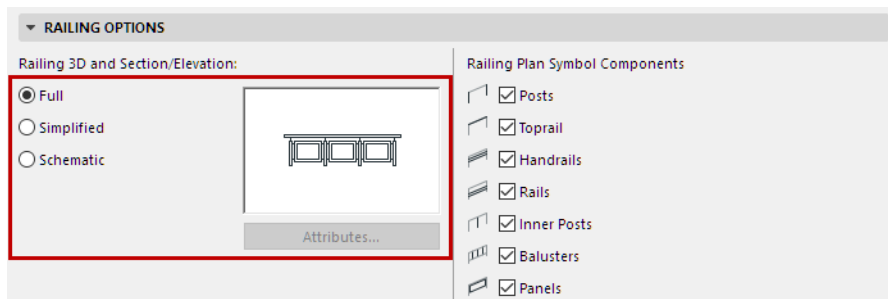 RAILING OPTIONS
Railing 3D and Section/Elevation:
Full
Simplified
Schematic
Attributes...
Railing Plan Symbol Components
Posts
Toprail
Handrails
Rails
Inner Posts
Balusters
Panels